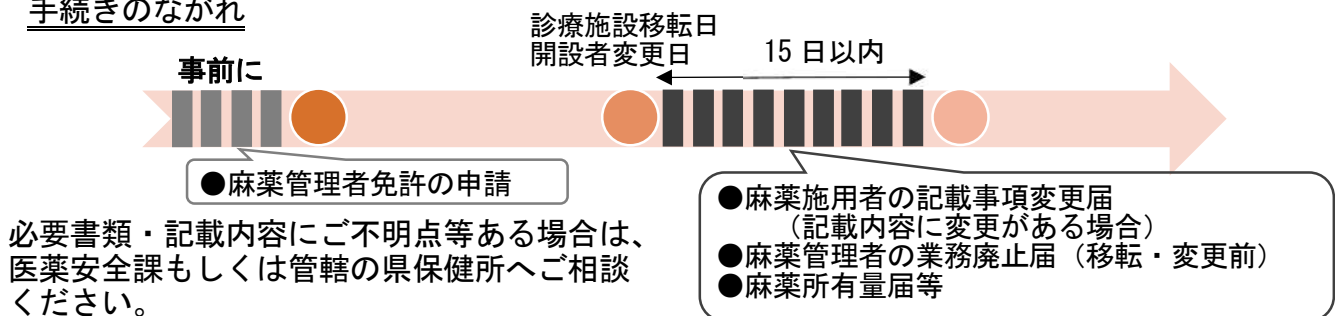 手続きのながれ
診療施設移転日
開設者変更日
15日以内
事前に
●麻薬管理者免許の申請
●麻薬施用者の記載事項変更届
（記載内容に変更がある場合）
●麻薬管理者の業務廃止届（移転・変更前）
●麻薬所有量届等
必要書類・記載内容にご不明点等ある場合は、
医薬安全課もしくは管轄の県保健所へご相談
ください。